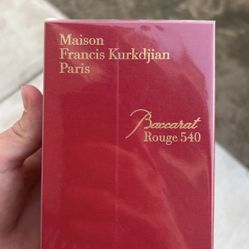 Maison
Francis Kurkdjian
Paris
Baccarat
Rouge 540